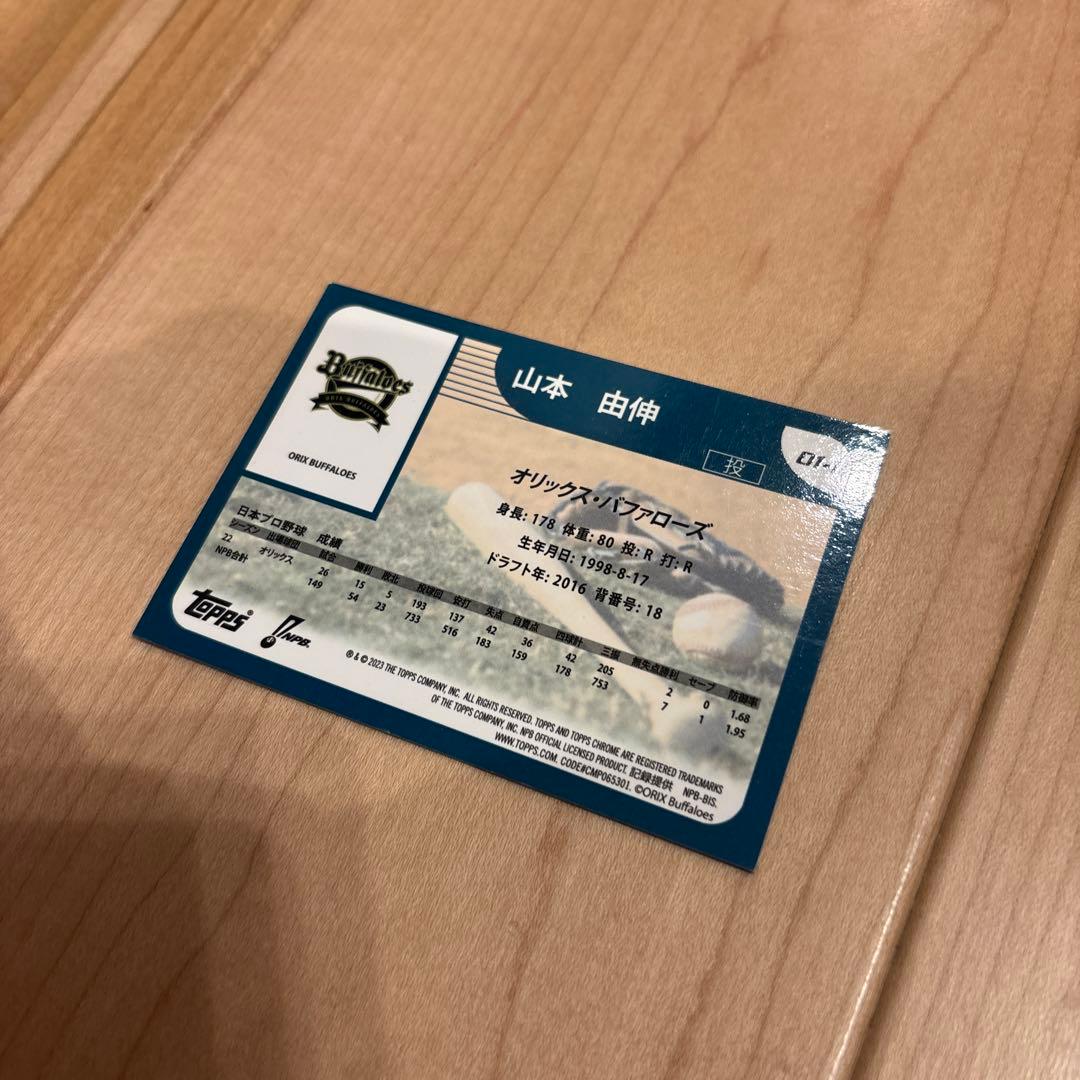 Buffaloes
ORIX BUFFALOES
ORIX BUFFALOES
山本 由伸
投
01-
オリックス・バファローズ
身長: 178 体重: 80 投: R 打: R
生年月日: 1998-8-17
ドラフト年: 2016 背番号: 18
日本プロ野球 成績
シーズン 出場球団 試合 勝利 敗北 投球回 安打 失点 自責点 四球計 三振 無失点勝利 セーブ 防御率
22 オリックス 26 15 5 193 137 42 36 42 205 2 0 1.68
NPB合計 149 54 23 733 516 183 159 178 753 7 1 1.95
topps®
NPB.
® & © 2023 THE TOPPS COMPANY, INC. ALL RIGHTS RESERVED. TOPPS AND TOPPS CHROME ARE REGISTERED TRADEMARKS
OF THE TOPPS COMPANY, INC. NPB OFFICIAL LICENSED PRODUCT. 記録提供 NPB-BIS.
WWW.TOPPS.COM. CODE#CMP065301. ©ORIX Buffaloes